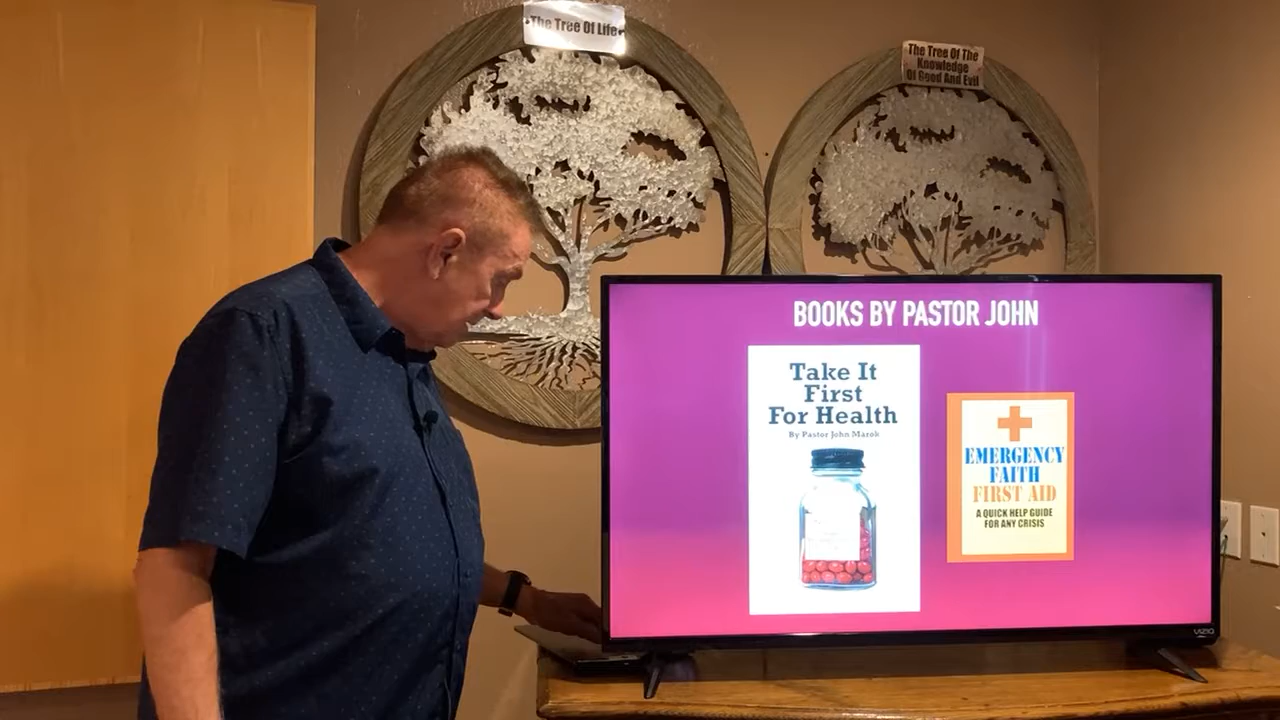 •The Tree Of Life•
The Tree Of The
Knowledge
Of Good And Evil
BOOKS BY PASTOR JOHN
Take It
First
For Health
By Pastor John Marok
EMERGENCY
FAITH
FIRST AID
A QUICK HELP GUIDE
FOR ANY CRISIS
VIZIO